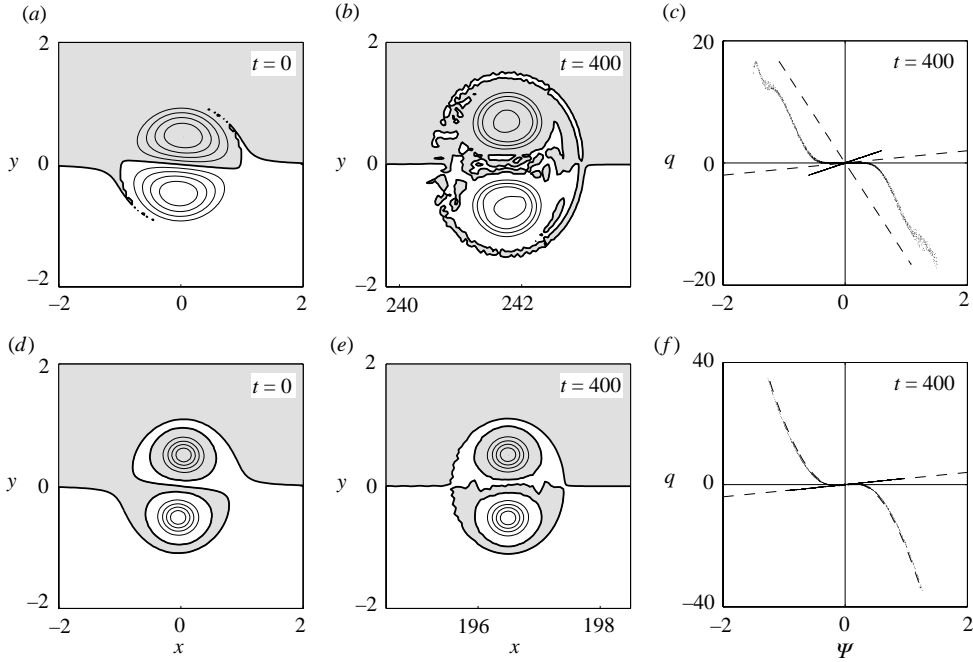 (a)
2
y
0
–2
–2
0
2
t = 0
(b)
2
y
0
–2
240
242
t = 400
(c)
20
q
0
–20
–2
0
2
t = 400
(d)
2
y
0
–2
–2
0
2
x
t = 0
(e)
2
y
0
–2
196
198
x
t = 400
(f)
40
q
0
–40
–2
0
2
Ψ
t = 400